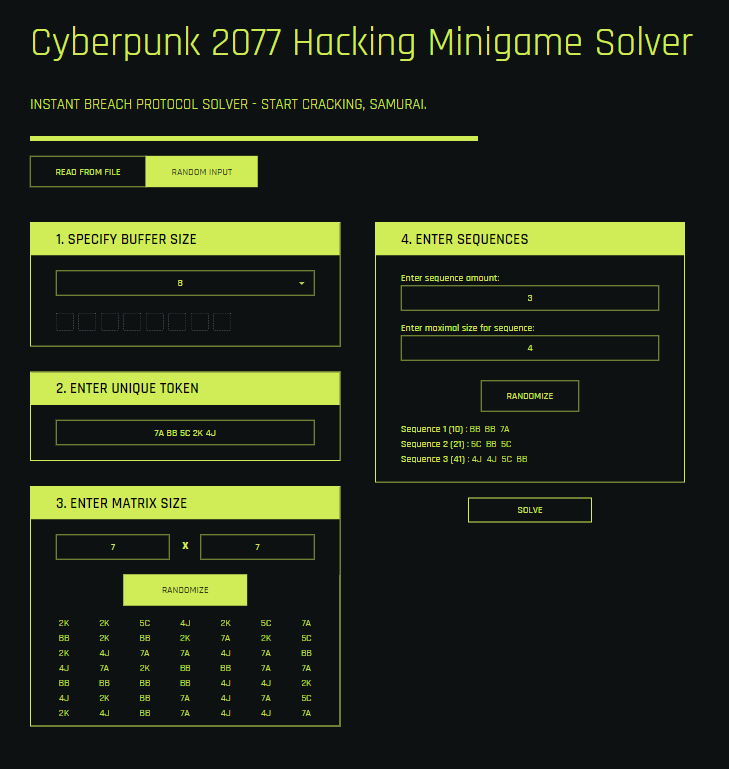 Cyberpunk 2077 Hacking Minigame Solver
INSTANT BREACH PROTOCOL SOLVER - START CRACKING, SAMURAI.
READ FROM FILE
RANDOM INPUT
1. SPECIFY BUFFER SIZE
8
2. ENTER UNIQUE TOKEN
7A BB 5C 2K 4J
3. ENTER MATRIX SIZE
7 X 7
RANDOMIZE
2K 2K 5C 4J 2K 5C 7A
BB 2K BB 2K 7A 2K 5C
2K 4J 7A 7A 4J 7A BB
4J 7A 2K BB BB 7A 7A
BB BB BB BB 4J 4J 2K
4J 2K BB 7A 4J 7A 5C
2K 4J BB 7A 4J 4J 7A
4. ENTER SEQUENCES
Enter sequence amount:
3
Enter maximal size for sequence:
4
RANDOMIZE
Sequence 1 (10) : BB BB 7A
Sequence 2 (21) : 5C BB 5C
Sequence 3 (41) : 4J 4J 5C BB
SOLVE